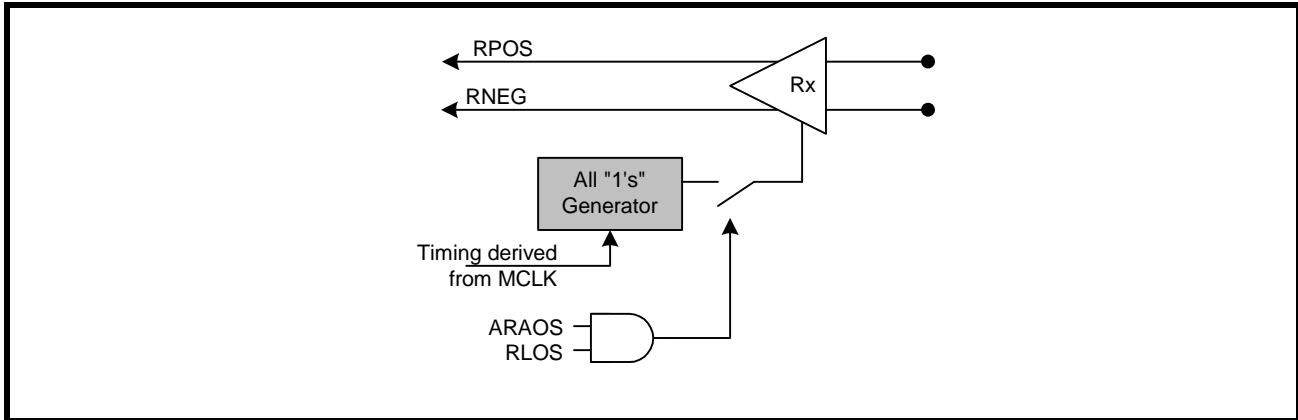 RPOS
Rx
RNEG
All "1's"
Generator
Timing derived
from MCLK
ARAOS
RLOS